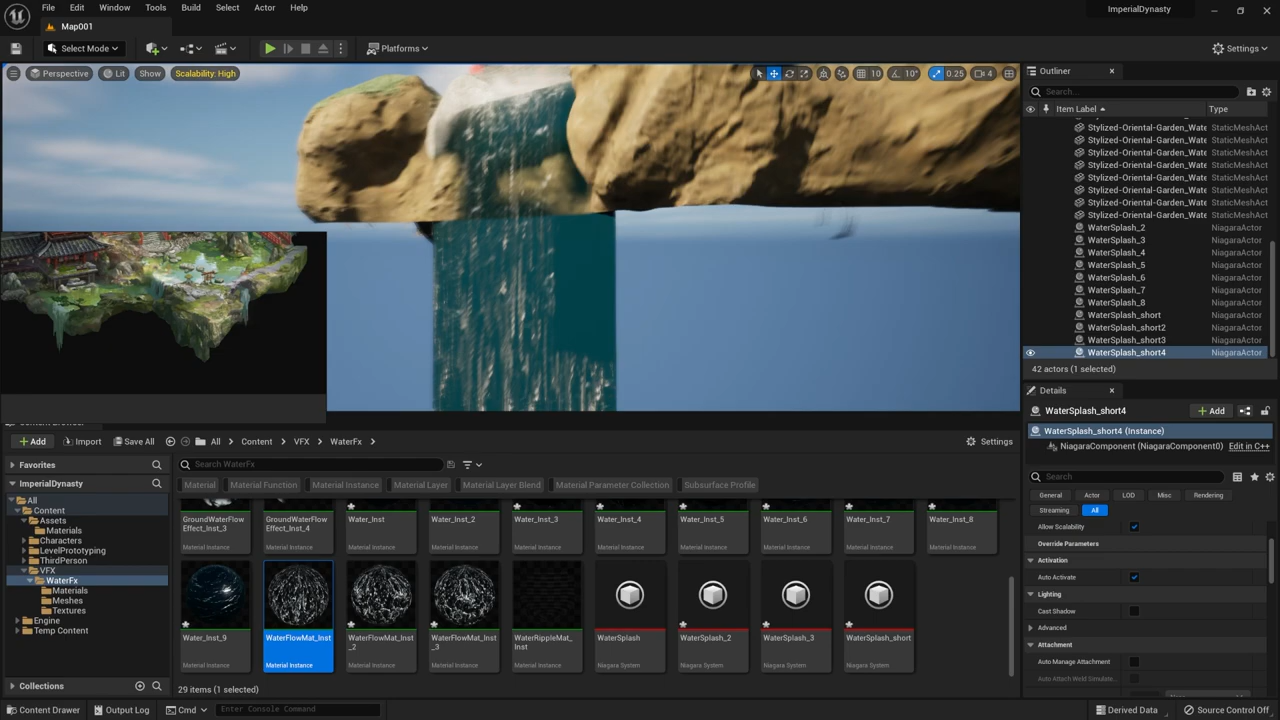 File Edit Window Tools Build Select Actor Help
ImperialDynasty
Map001
Select Mode
Platforms
Settings
Perspective Lit Show Scalability: High
10 10° 0.25 4
Outliner
Search...
Item Label Type
Stylized-Oriental-Garden_Wate StaticMeshAct
Stylized-Oriental-Garden_Wate StaticMeshAct
Stylized-Oriental-Garden_Wate StaticMeshAct
Stylized-Oriental-Garden_Wate StaticMeshAct
Stylized-Oriental-Garden_Wate StaticMeshAct
Stylized-Oriental-Garden_Wate StaticMeshAct
Stylized-Oriental-Garden_Wate StaticMeshAct
Stylized-Oriental-Garden_Wate StaticMeshAct
WaterSplash_2 NiagaraActor
WaterSplash_3 NiagaraActor
WaterSplash_4 NiagaraActor
WaterSplash_5 NiagaraActor
WaterSplash_6 NiagaraActor
WaterSplash_7 NiagaraActor
WaterSplash_8 NiagaraActor
WaterSplash_short NiagaraActor
WaterSplash_short2 NiagaraActor
WaterSplash_short3 NiagaraActor
WaterSplash_short4 NiagaraActor
42 actors (1 selected)
Details
WaterSplash_short4 Add
WaterSplash_short4 (Instance)
NiagaraComponent (NiagaraComponent0) Edit in C++
Search
General Actor LOD Misc Rendering
Streaming All
Allow Scalability
Override Parameters
Activation
Auto Activate
Lighting
Cast Shadow
Advanced
Attachment
Auto Manage Attachment
Auto Attach Weld Simulate...
Add Import Save All All Content VFX WaterFx Settings
Favorites
Search WaterFx
ImperialDynasty
Material Material Function Material Instance Material Layer Material Layer Blend Material Parameter Collection Subsurface Profile
All
Content
Assets
Materials
Characters
LevelPrototyping
ThirdPerson
VFX
WaterFx
Materials
Meshes
Textures
Engine
Temp Content
Collections
GroundWaterFlow GroundWaterFlow Water_Inst Water_Inst_2 Water_Inst_3 Water_Inst_4 Water_Inst_5 Water_Inst_6 Water_Inst_7 Water_Inst_8
Effect_Inst_3 Effect_Inst_4
Material Instance Material Instance Material Instance Material Instance Material Instance Material Instance Material Instance Material Instance Material Instance Material Instance
Water_Inst_9 WaterFlowMat_Inst WaterFlowMat_Inst WaterFlowMat_Inst WaterRippleMat_ WaterSplash WaterSplash_2 WaterSplash_3 WaterSplash_short
_2 _3 Inst
Material Instance Material Instance Material Instance Material Instance Material Instance Niagara System Niagara System Niagara System Niagara System
29 items (1 selected)
Content Drawer Output Log Cmd Enter Console Command Derived Data Source Control Off